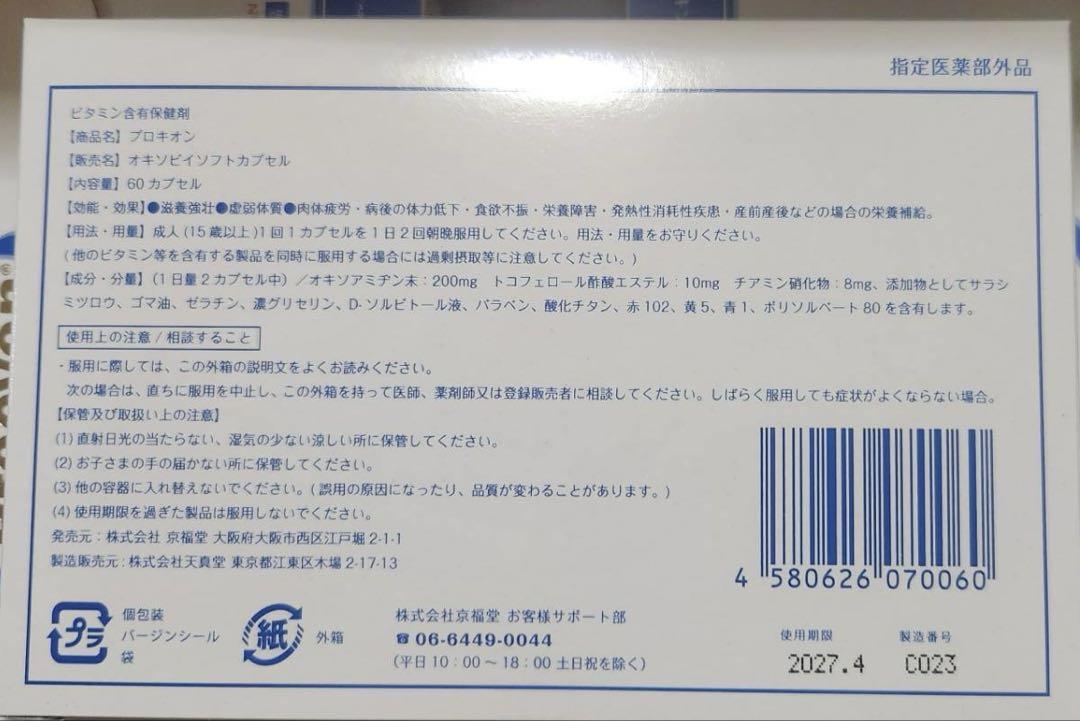 指定医薬部外品
ビタミン含有保健剤
【商品名】プロキオン
【販売名】オキソビイソフトカプセル
【内容量】60カプセル
【効能・効果】●滋養強壮●虚弱体質●肉体疲労・病後の体力低下・食欲不振・栄養障害・発熱性消耗性疾患・産前産後などの場合の栄養補給。
【用法・用量】成人(15歳以上)1回1カプセルを1日2回朝晩服用してください。用法・用量をお守りください。
(他のビタミン等を含有する製品を同時に服用する場合には過剰摂取等に注意してください。)
【成分・分量】(1日量2カプセル中)/オキソアミヂン末：200mg トコフェロール酢酸エステル：10mg チアミン硝化物：8mg、添加物としてサラシ
ミツロウ、ゴマ油、ゼラチン、濃グリセリン、D-ソルビトール液、パラベン、酸化チタン、赤102、黄5、青1、ポリソルベート80を含有します。
使用上の注意/相談すること
・服用に際しては、この外箱の説明文をよくお読みください。
次の場合は、直ちに服用を中止し、この外箱を持って医師、薬剤師又は登録販売者に相談してください。しばらく服用しても症状がよくならない場合。
【保管及び取扱い上の注意】
(1)直射日光の当たらない、湿気の少ない涼しい所に保管してください。
(2)お子さまの手の届かない所に保管してください。
(3)他の容器に入れ替えないでください。(誤用の原因になったり、品質が変わることがあります。)
(4)使用期限を過ぎた製品は服用しないでください。
発売元：株式会社 京福堂 大阪府大阪市西区江戸堀2-1-1
製造販売元：株式会社天真堂 東京都江東区木場2-17-13
4 580626 070060
プラ
個包装
バージンシール
袋
紙
外箱
株式会社京福堂 お客様サポート部
☎06-6449-0044
(平日10：00〜18：00 土日祝を除く)
使用期限
2027.4
製造番号
C023